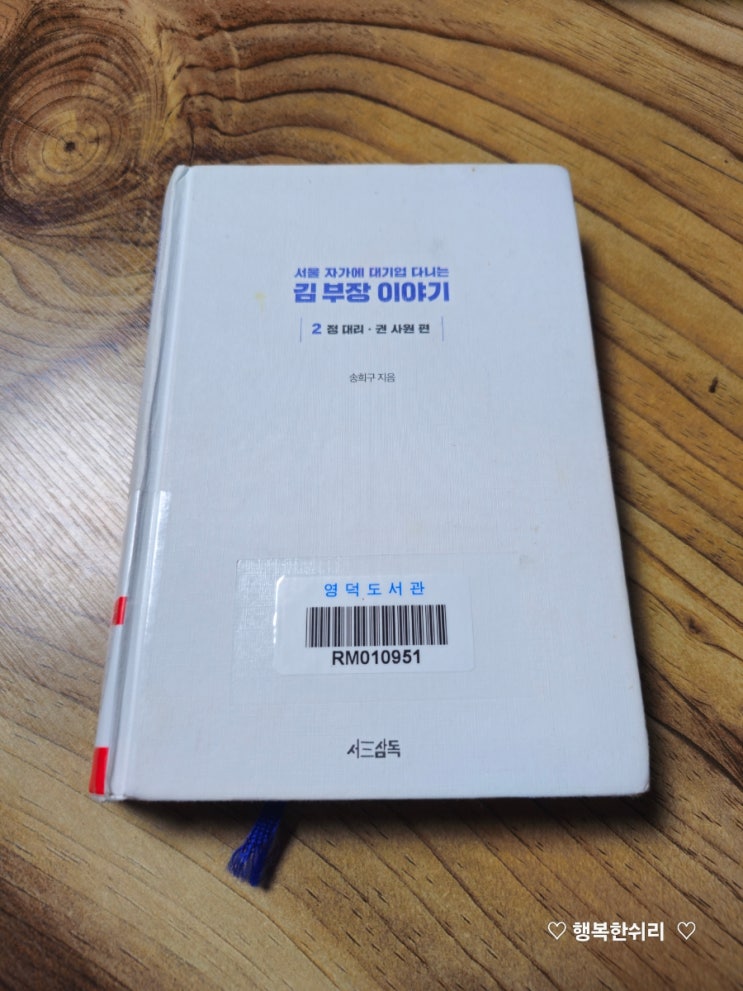 서울 자가에 대기업 다니는
김 부장 이야기
2 정 대리 · 권 사원 편
송희구 지음
영덕도서관
RM010951
서三삼독
♡ 행복한쉬리 ♡